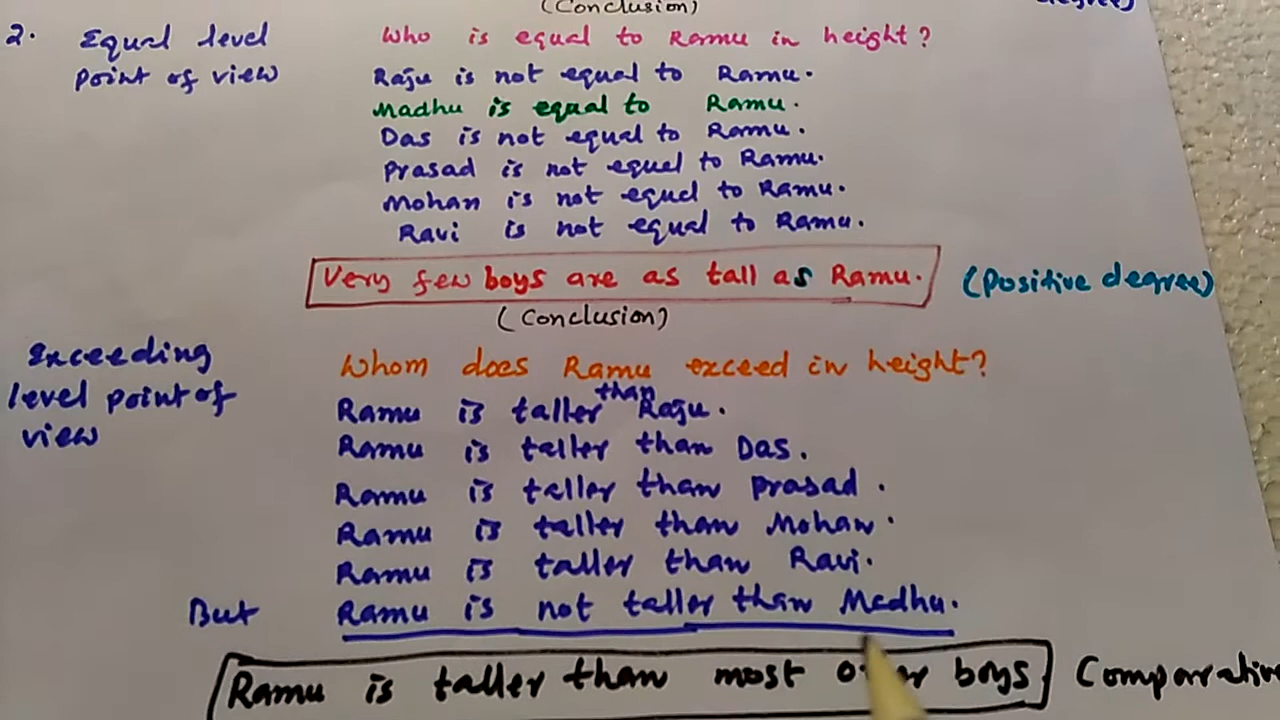 (Conclusion)
2. Equal level Who is equal to Ramu in height?
point of view Raju is not equal to Ramu.
Madhu is equal to Ramu.
Das is not equal to Ramu.
Prasad is not equal to Ramu.
Mohan is not equal to Ramu.
Ravi is not equal to Ramu.
Very few boys are as tall as Ramu. (Positive degree)
(Conclusion)
Exceeding Whom does Ramu exceed in height?
level point of Ramu is taller than Raju.
view Ramu is taller than Das.
Ramu is taller than Prasad.
Ramu is taller than Mohan.
Ramu is taller than Ravi.
But Ramu is not taller than Madhu.
Ramu is taller than most boys Comparative